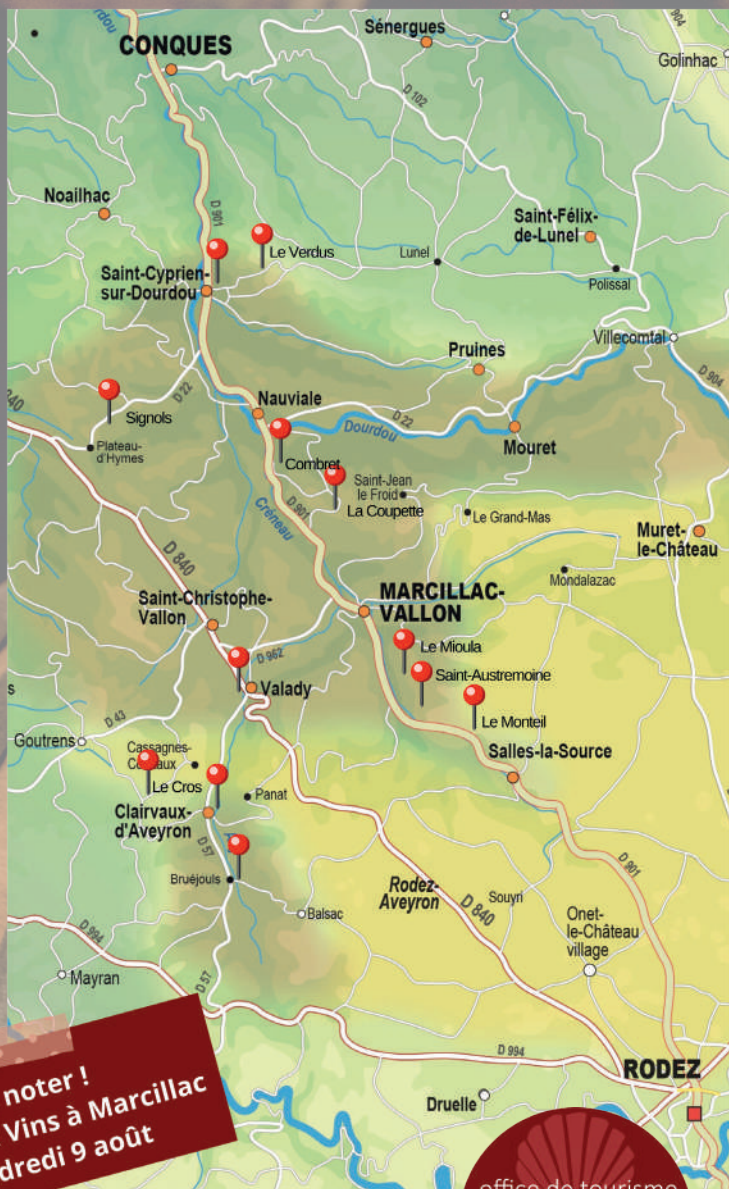 Sénergues
CONQUES
Golinhac
D 102
904
Noailhac
D 901
Saint-Félix-
de-Lunel
Le Verdus
Lunel
Saint-Cyprien-
sur-Dourdou
Polissal
Villecomtal
Pruines
D 904
D 22
Signols
Nauviale
D 22
840
Dourdou
Mouret
Plateau-
d'Hymes
Combret
Saint-Jean
le Froid
La Coupette
D 901
Créneau
Le Grand-Mas
Muret-
le-Château
D 840
Mondalazac
Saint-Christophe-
Vallon
MARCILLAC-
VALLON
Le Mioula
D 962
Saint-Austremoine
Valady
s
Le Monteil
D 43
Goutrens
Cassagnes-
Salles-la-Source
Le Cros
Panat
Clairvaux-
d'Aveyron
D 57
D 901
Bruéjouls
Rodez-
Aveyron
Souyri
D 840
Balsac
Onet-
le-Château
village
D 994
Mayran
D 57
D 994
noter !
Vins à Marcillac
dredi 9 août
RODEZ
Druelle
office de tourisme